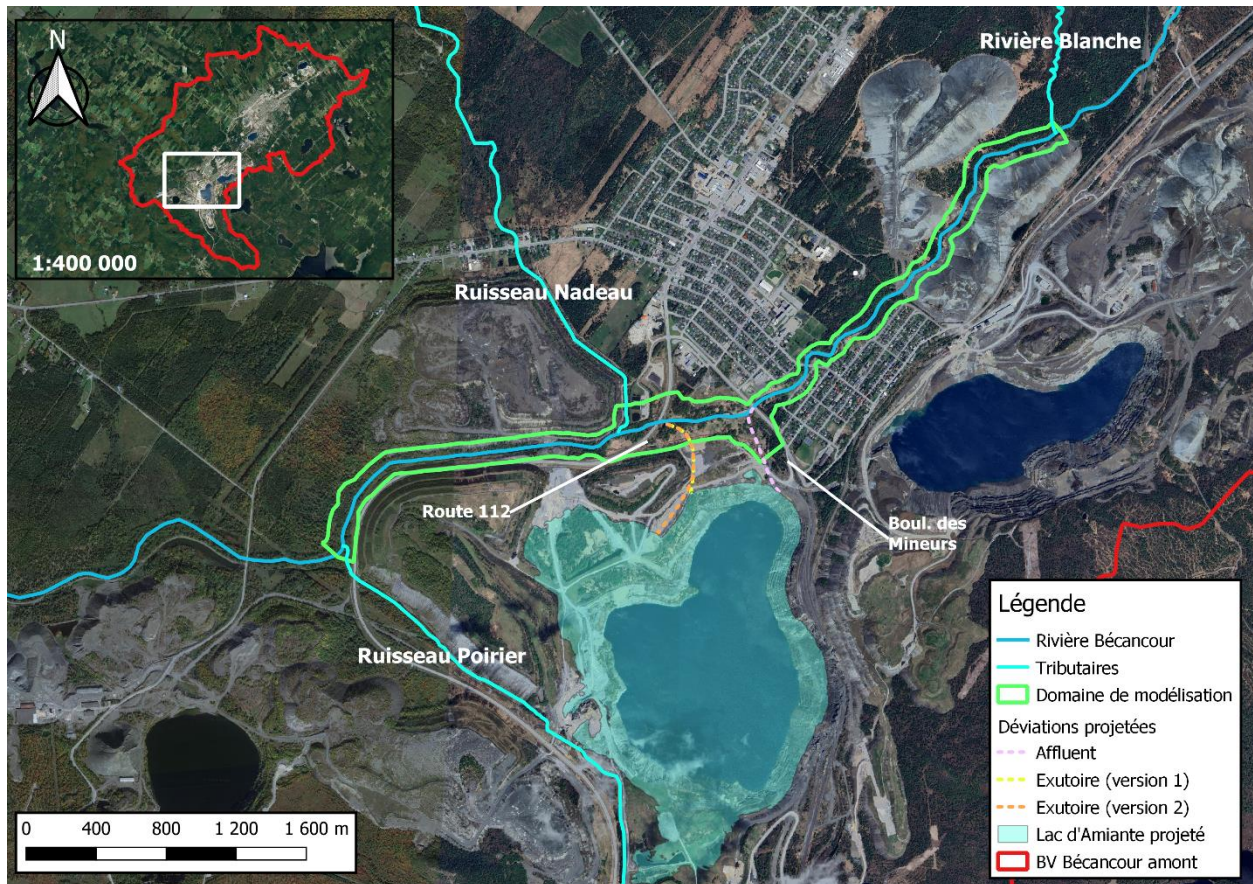 N
1:400 000
Rivière Blanche
Ruisseau Nadeau
Route 112
Boul. des
Mineurs
Ruisseau Poirier
0 400 800 1 200 1 600 m
Légende
Rivière Bécancour
Tributaires
Domaine de modélisation
Déviations projetées
Affluent
Exutoire (version 1)
Exutoire (version 2)
Lac d'Amiante projeté
BV Bécancour amont